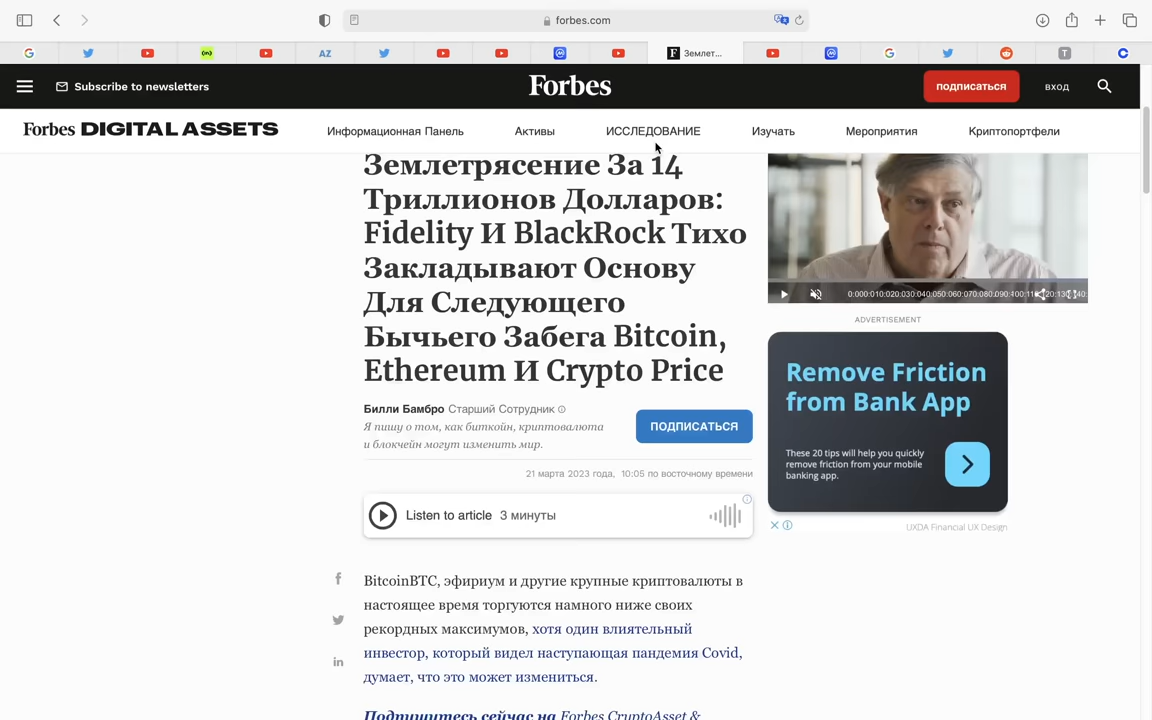 forbes.com
AZ
Землет...
T
Subscribe to newsletters
Forbes
подписаться
вход
Forbes DIGITAL ASSETS
Информационная Панель
Активы
ИССЛЕДОВАНИЕ
Изучать
Мероприятия
Криптопортфели
Землетрясение За 14
Триллионов Долларов:
Fidelity И BlackRock Тихо
Закладывают Основу
Для Следующего
Бычьего Забега Bitcoin,
Ethereum И Crypto Price
Билли Бамбро Старший Сотрудник
Я пишу о том, как биткойн, криптовалюта
и блокчейн могут изменить мир.
ПОДПИСАТЬСЯ
21 марта 2023 года, 10:05 по восточному времени
Listen to article 3 минуты
BitcoinBTC, эфириум и другие крупные криптовалюты в
настоящее время торгуются намного ниже своих
рекордных максимумов, хотя один влиятельный
инвестор, который видел наступающая пандемия Covid,
думает, что это может измениться.
Подпишитесь сейчас на Forbes CryptoAsset &
ADVERTISEMENT
Remove Friction
from Bank App
These 20 tips will help you quickly
remove friction from your mobile
banking app.
UXDA Financial UX Design